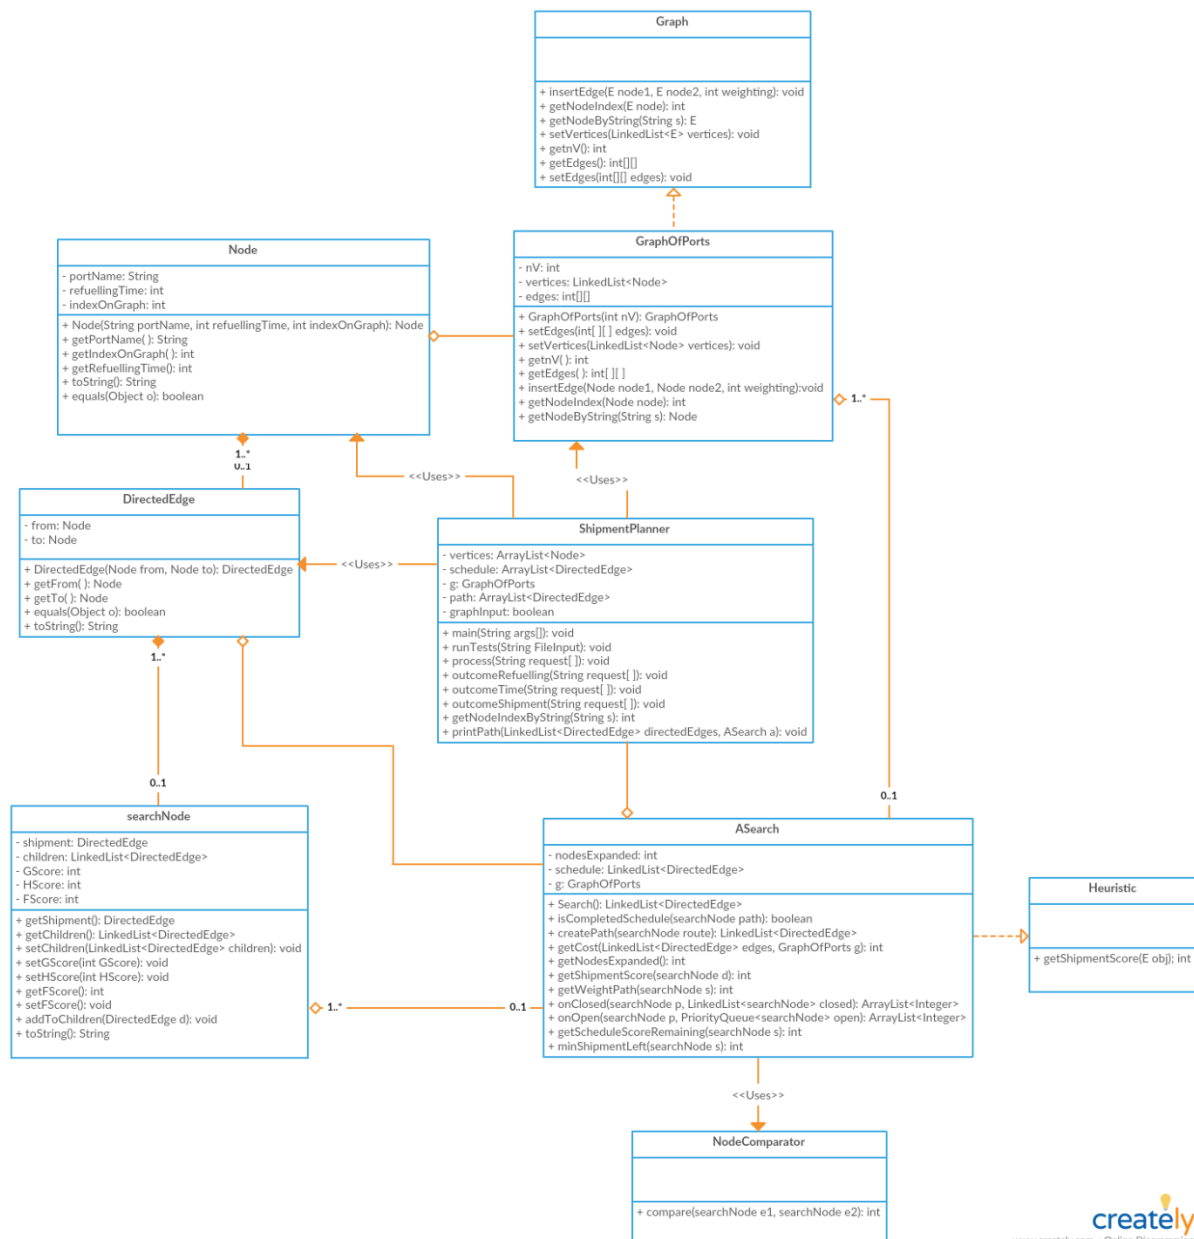 Graph
+ insertEdge(E node1, E node2, int weighting): void
+ getNodeIndex(E node): int
+ getNodeByString(String s): E
+ setVertices(LinkedList<E> vertices): void
+ getnV(): int
+ getEdges(): int[][]
+ setEdges(int[][] edges): void
Node
- portName: String
- refuellingTime: int
- indexOnGraph: int
+ Node(String portName, int refuellingTime, int indexOnGraph): Node
+ getPortName( ): String
+ getIndexOnGraph( ): int
+ getRefuellingTime(): int
+ toString(): String
+ equals(Object o): boolean
GraphOfPorts
- nV: int
- vertices: LinkedList<Node>
- edges: int[][]
+ GraphOfPorts(int nV): GraphOfPorts
+ setEdges(int[ ][ ] edges): void
+ setVertices(LinkedList<Node> vertices): void
+ getnV( ): int
+ getEdges( ): int[ ][ ]
+ insertEdge(Node node1, Node node2, int weighting):void
+ getNodeIndex(Node node): int
+ getNodeByString(String s): Node
1..*
1..*
0..1
<<Uses>>
<<Uses>>
DirectedEdge
- from: Node
- to: Node
+ DirectedEdge(Node from, Node to): DirectedEdge
+ getFrom( ): Node
+ getTo( ): Node
+ equals(Object o): boolean
+ toString(): String
<<Uses>>
ShipmentPlanner
- vertices: ArrayList<Node>
- schedule: ArrayList<DirectedEdge>
- g: GraphOfPorts
- path: ArrayList<DirectedEdge>
- graphInput: boolean
+ main(String args[]): void
+ runTests(String FileInput): void
+ process(String request[ ]): void
+ outcomeRefuelling(String request[ ]): void
+ outcomeTime(String request[ ]): void
+ outcomeShipment(String request[ ]): void
+ getNodeIndexByString(String s): int
+ printPath(LinkedList<DirectedEdge> directedEdges, ASearch a): void
1..*
0..1
0..1
searchNode
- shipment: DirectedEdge
- children: LinkedList<DirectedEdge>
- GScore: int
- HScore: int
- FScore: int
+ getShipment(): DirectedEdge
+ getChildren(): LinkedList<DirectedEdge>
+ setChildren(LinkedList<DirectedEdge> children): void
+ setGScore(int GScore): void
+ setHScore(int HScore): void
+ getFScore(): int
+ setFScore(): void
+ addToChildren(DirectedEdge d): void
+ toString(): String
1..*
0..1
ASearch
- nodesExpanded: int
- schedule: LinkedList<DirectedEdge>
- g: GraphOfPorts
+ Search(): LinkedList<DirectedEdge>
+ isCompletedSchedule(searchNode path): boolean
+ createPath(searchNode route): LinkedList<DirectedEdge>
+ getCost(LinkedList<DirectedEdge> edges, GraphOfPorts g): int
+ getNodesExpanded(): int
+ getShipmentScore(searchNode d): int
+ getWeightPath(searchNode s): int
+ onClosed(searchNode p, LinkedList<searchNode> closed): ArrayList<Integer>
+ onOpen(searchNode p, PriorityQueue<searchNode> open): ArrayList<Integer>
+ getScheduleScoreRemaining(searchNode s): int
+ minShipmentLeft(searchNode s): int
Heuristic
+ getShipmentScore(E obj); int
<<Uses>>
NodeComparator
+ compare(searchNode e1, searchNode e2): int
creately